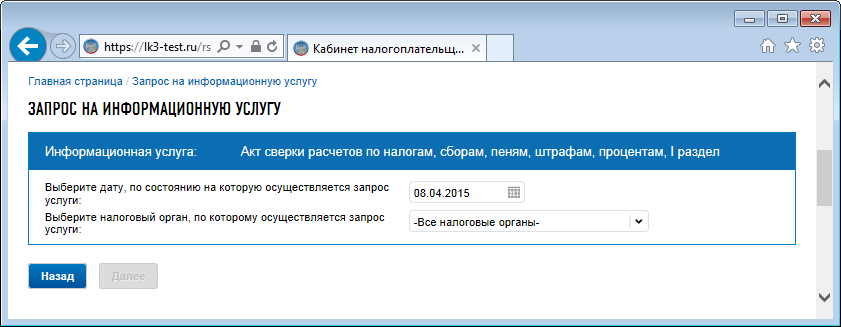 https://lk3-test.ru/rs
Кабинет налогоплательщ...
Главная страница / Запрос на информационную услугу
ЗАПРОС НА ИНФОРМАЦИОННУЮ УСЛУГУ
Информационная услуга: Акт сверки расчетов по налогам, сборам, пеням, штрафам, процентам, I раздел
Выберите дату, по состоянию на которую осуществляется запрос
услуги:
08.04.2015
Выберите налоговый орган, по которому осуществляется запрос
услуги:
-Все налоговые органы-
Назад
Далее